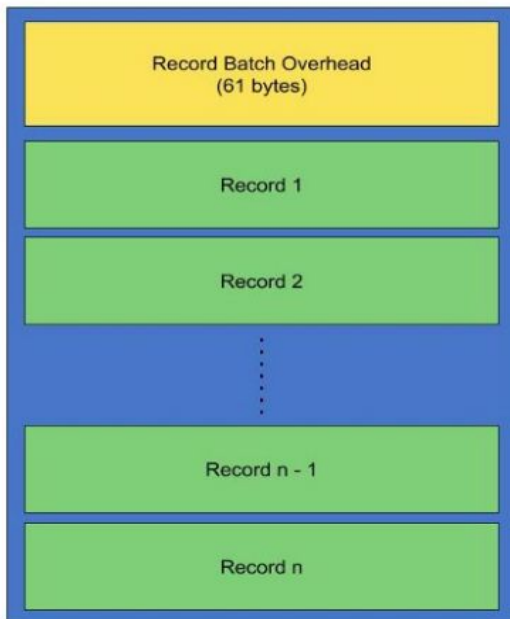 Record Batch Overhead
(61 bytes)
Record 1
Record 2
Record n - 1
Record n